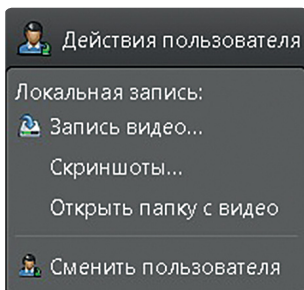 Действия пользователя
Локальная запись:
Запись видео...
Скриншоты...
Открыть папку с видео
Сменить пользователя